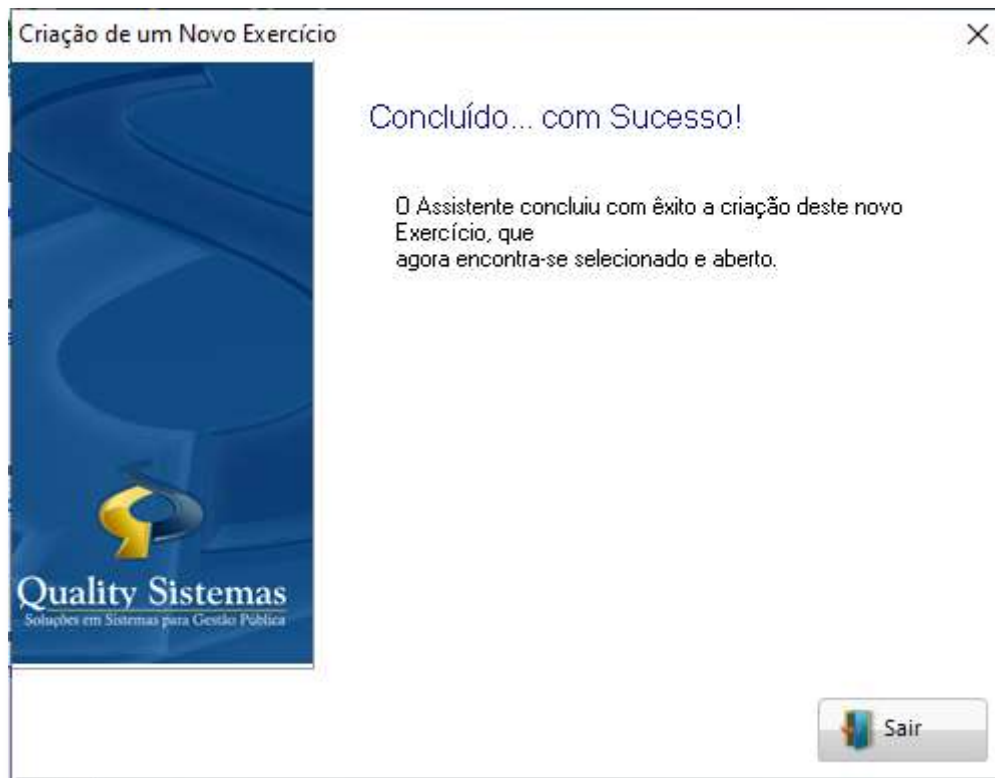 Criação de um Novo Exercício
Concluído... com Sucesso!
O Assistente concluiu com êxito a criação deste novo
Exercício, que
agora encontra-se selecionado e aberto.
Quality Sistemas
Soluções em Sistemas para Gestão Pública
Sair